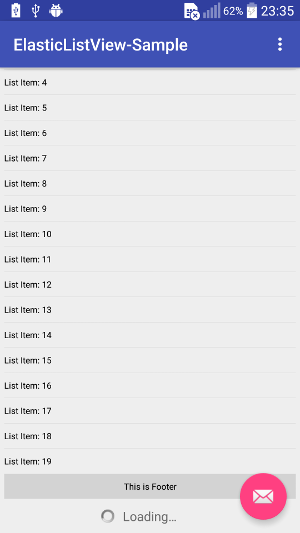 62% 23:35
ElasticListView-Sample
List Item: 4
List Item: 5
List Item: 6
List Item: 7
List Item: 8
List Item: 9
List Item: 10
List Item: 11
List Item: 12
List Item: 13
List Item: 14
List Item: 15
List Item: 16
List Item: 17
List Item: 18
List Item: 19
This is Footer
Loading...